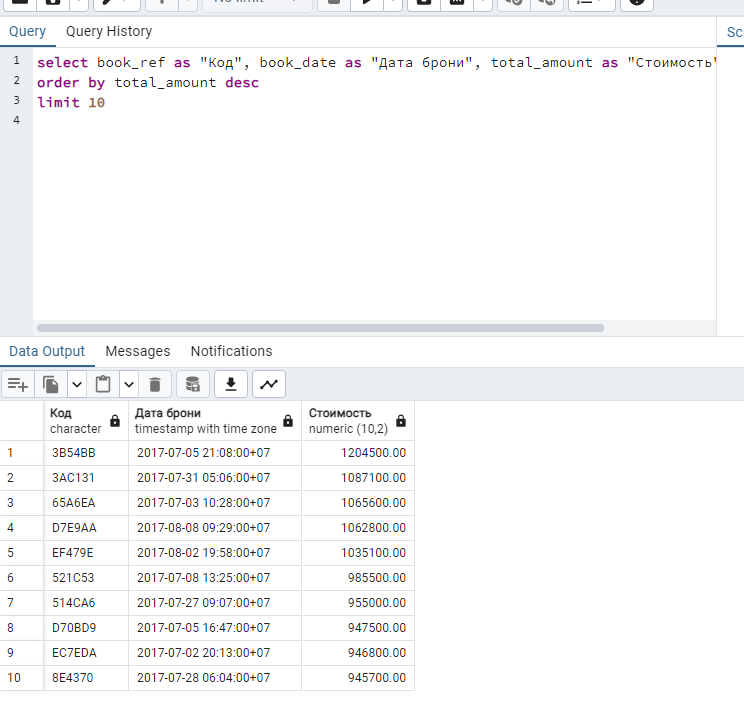 No limit
Query Query History
1 select book_ref as "Код", book_date as "Дата брони", total_amount as "Стоимость"
2 order by total_amount desc
3 limit 10
4
Data Output Messages Notifications
Код Дата брони Стоимость
character timestamp with time zone numeric (10,2)
1 3B54BB 2017-07-05 21:08:00+07 1204500.00
2 3AC131 2017-07-31 05:06:00+07 1087100.00
3 65A6EA 2017-07-03 10:28:00+07 1065600.00
4 D7E9AA 2017-08-08 09:29:00+07 1062800.00
5 EF479E 2017-08-02 19:58:00+07 1035100.00
6 521C53 2017-07-08 13:25:00+07 985500.00
7 514CA6 2017-07-27 09:07:00+07 955000.00
8 D70BD9 2017-07-05 16:47:00+07 947500.00
9 EC7EDA 2017-07-02 20:13:00+07 946800.00
10 8E4370 2017-07-28 06:04:00+07 945700.00